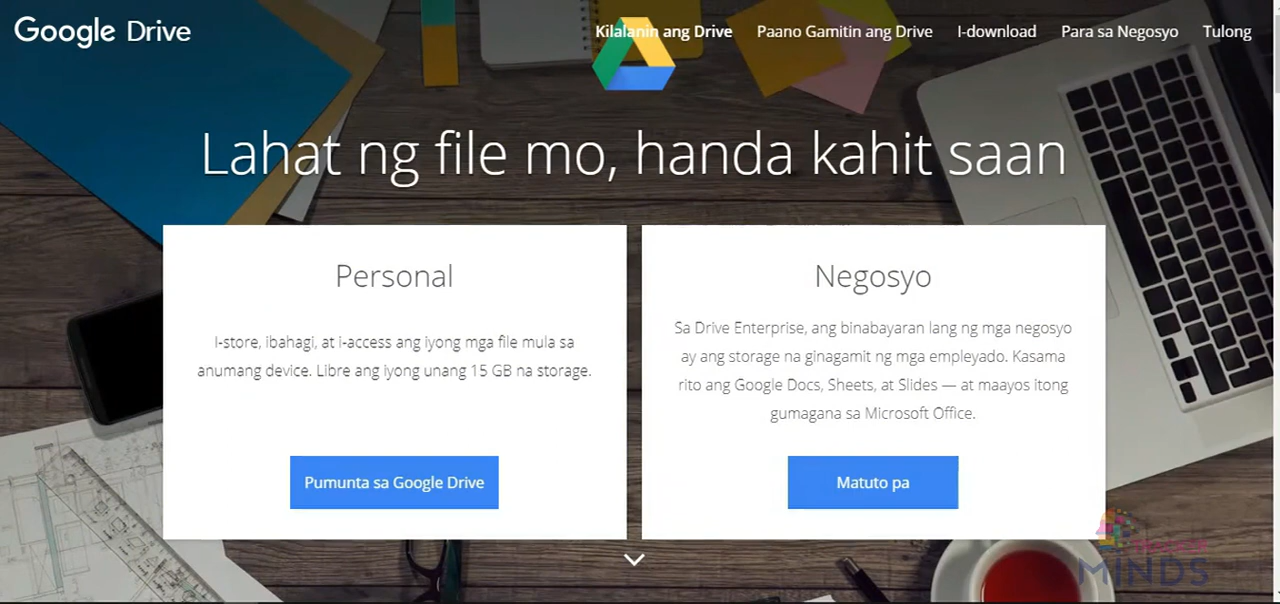 Google Drive
Kilalanin ang Drive
Paano Gamitin ang Drive
I-download
Para sa Negosyo
Tulong
Lahat ng file mo, handa kahit saan
Personal
I-store, ibahagi, at i-access ang iyong mga file mula sa
anumang device. Libre ang iyong unang 15 GB na storage.
Pumunta sa Google Drive
Negosyo
Sa Drive Enterprise, ang binabayaran lang ng mga negosyo
ay ang storage na ginagamit ng mga empleyado. Kasama
rito ang Google Docs, Sheets, at Slides — at maayos itong
gumagana sa Microsoft Office.
Matuto pa
MINDS